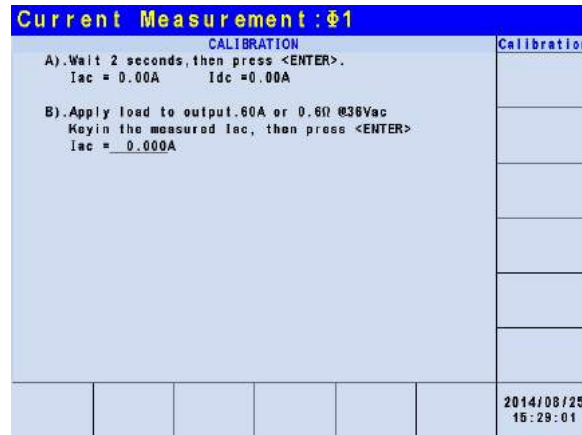 Current Measurement:Φ1
CALIBRATION
Calibration
A).Wait 2 seconds,then press <ENTER>.
Iac = 0.00A Idc =0.00A
B).Apply load to output.60A or 0.6Ω @36Vac
Keyin the measured Iac, then press <ENTER>
Iac = 0.000A
2014/08/25
15:29:01